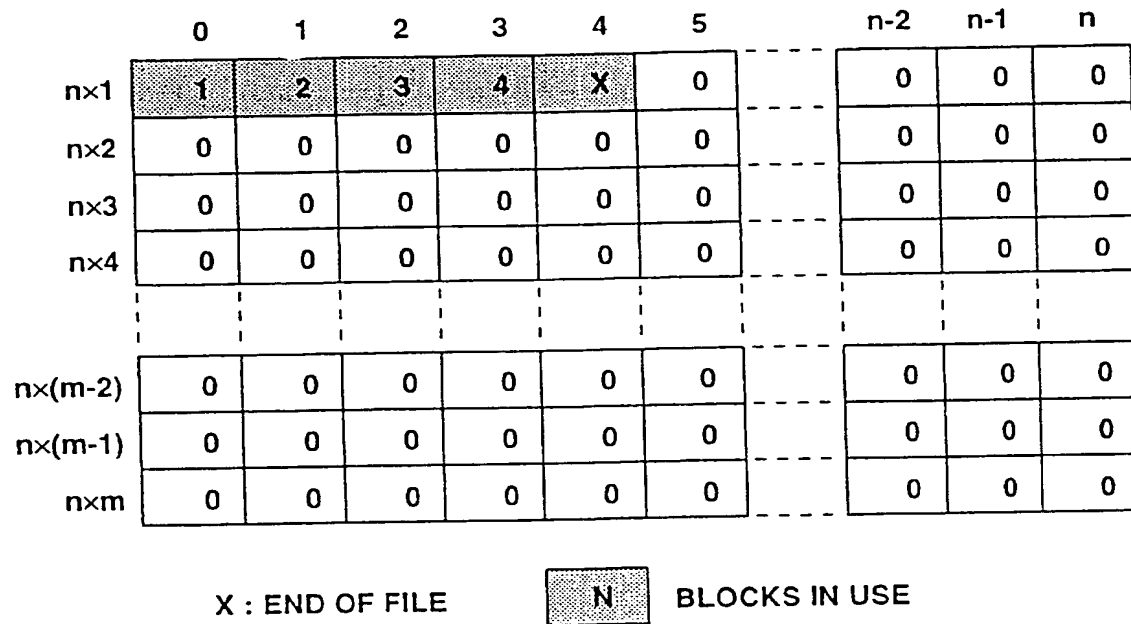 0 1 2 3 4 5 n-2 n-1 n
n×1 1 2 3 4 X 0 0 0 0
n×2 0 0 0 0 0 0 0 0 0
n×3 0 0 0 0 0 0 0 0 0
n×4 0 0 0 0 0 0 0 0 0
n×(m-2) 0 0 0 0 0 0 0 0 0
n×(m-1) 0 0 0 0 0 0 0 0 0
n×m 0 0 0 0 0 0 0 0 0
X : END OF FILE N BLOCKS IN USE